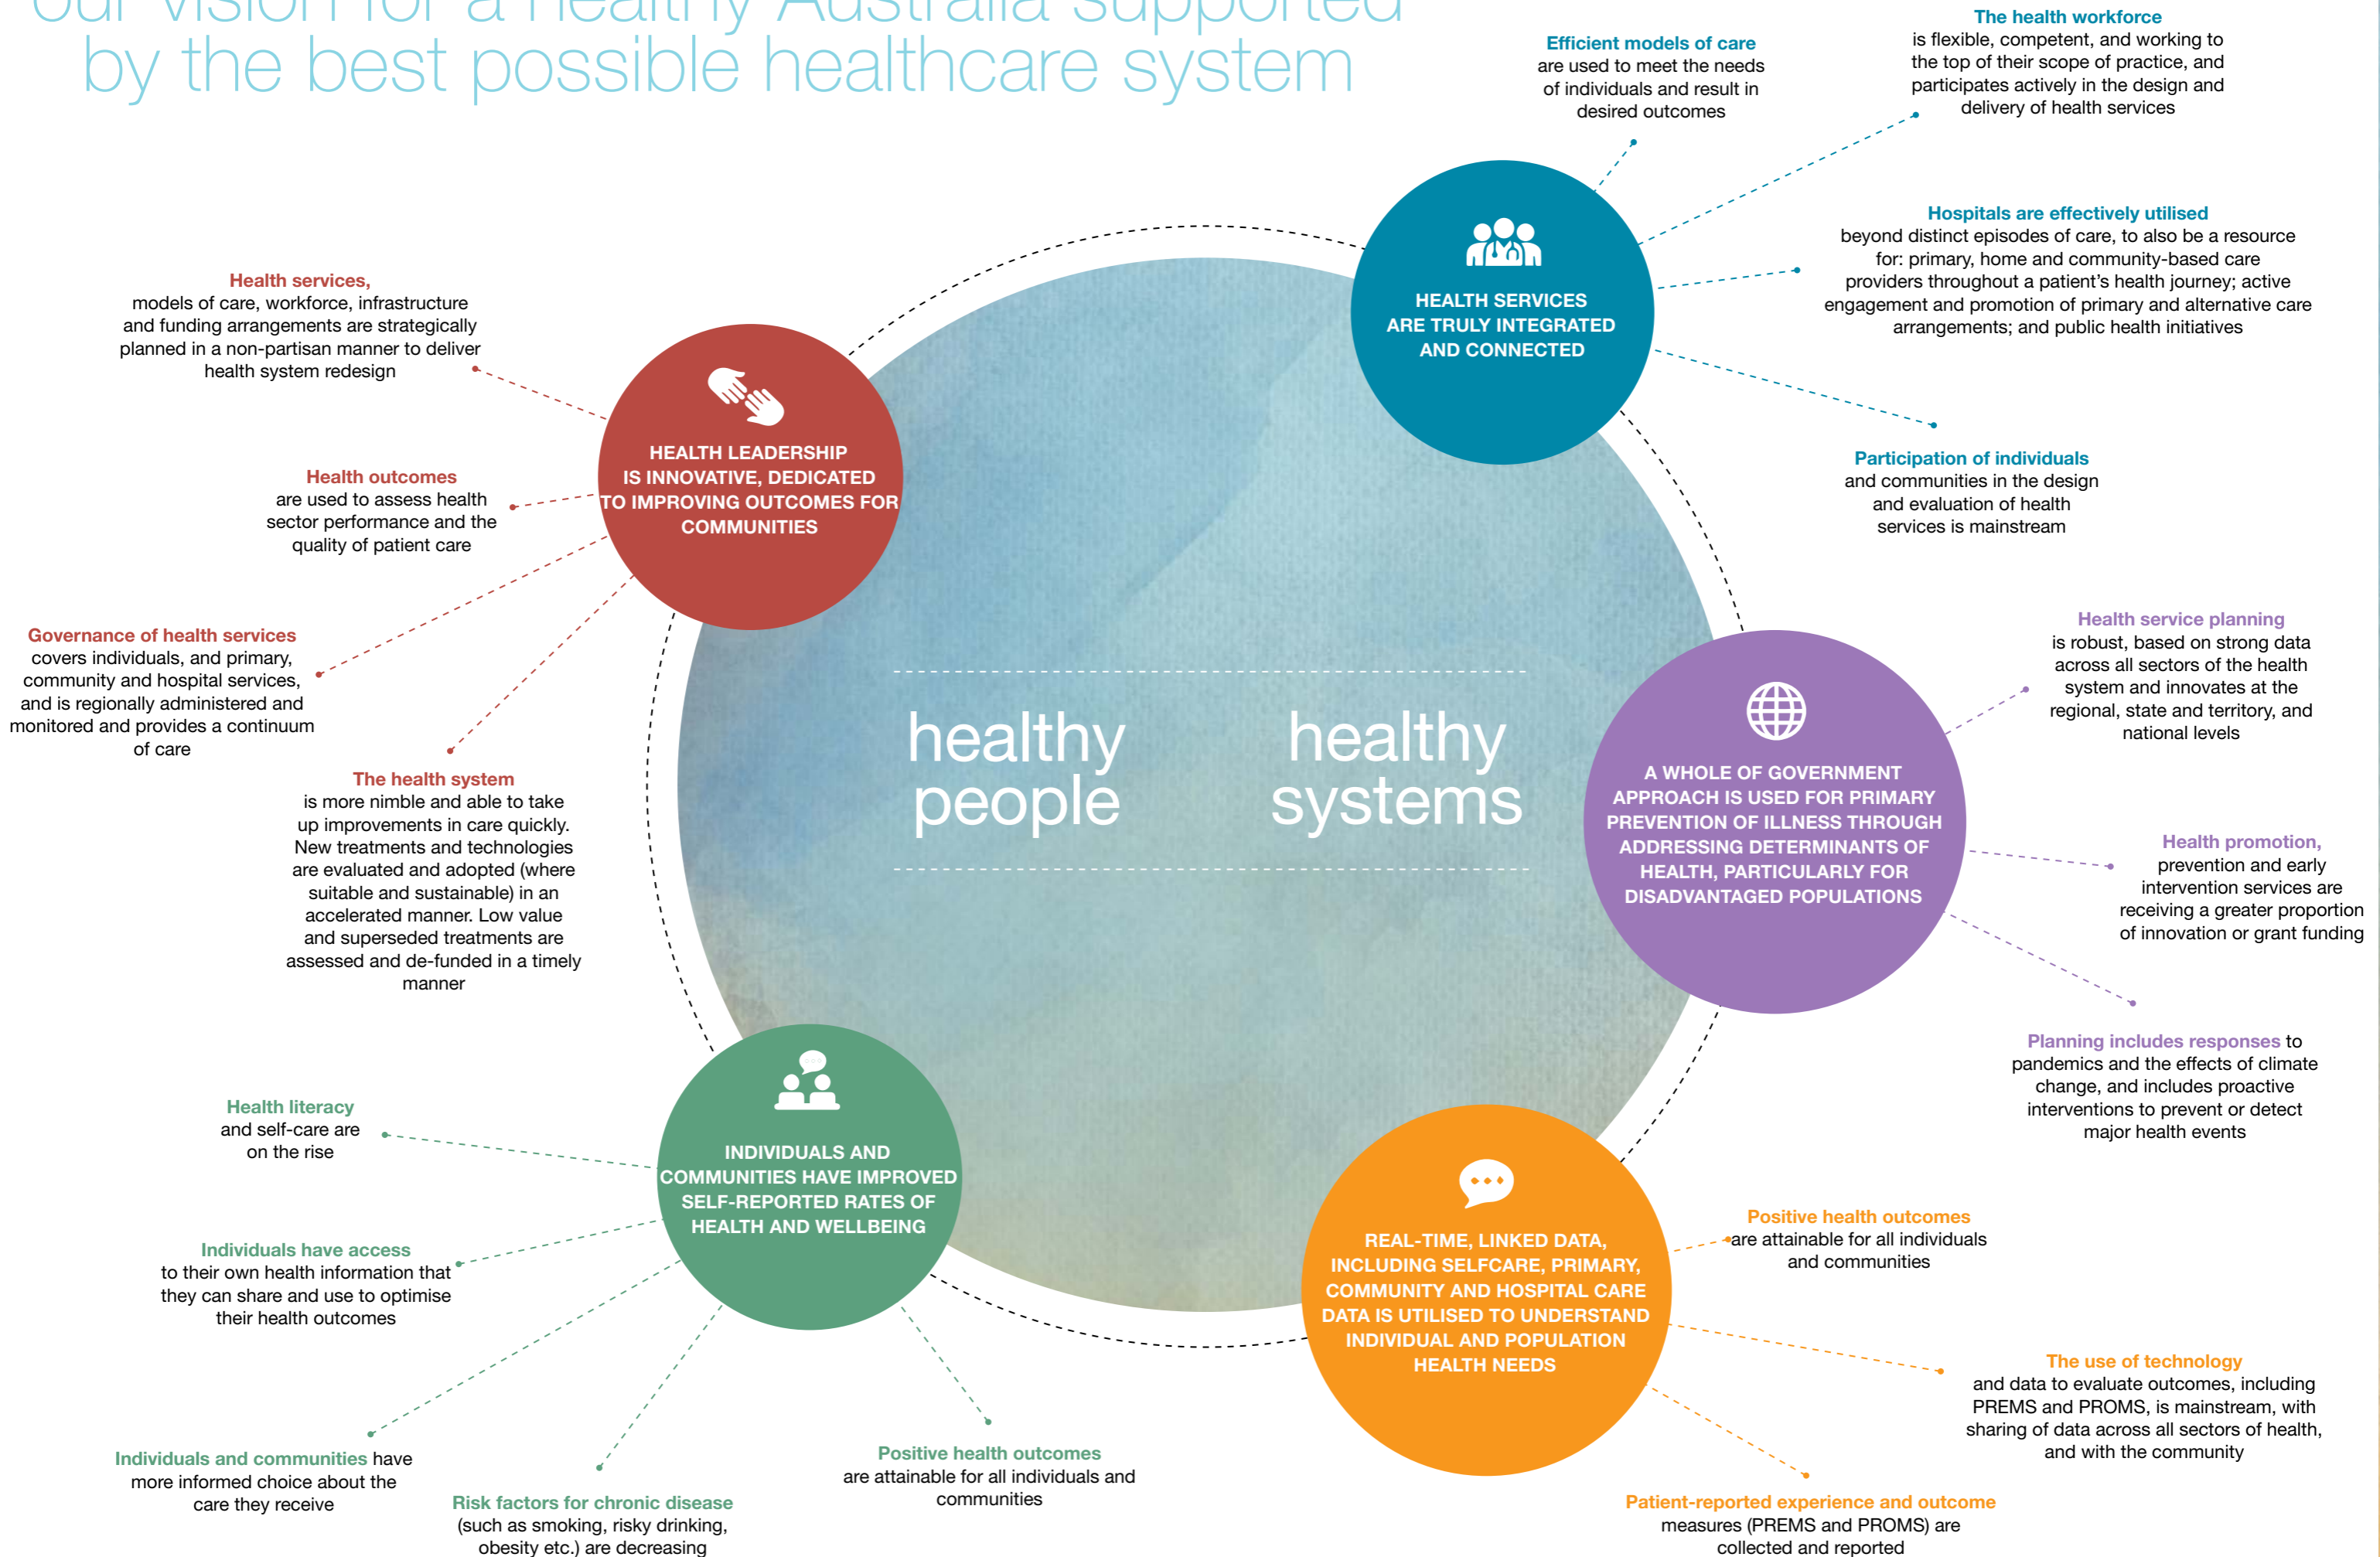 our vision for a healthy Australia supported
by the best possible healthcare system
Efficient models of care
are used to meet the needs
of individuals and result in
desired outcomes
The health workforce
is flexible, competent, and working to
the top of their scope of practice, and
participates actively in the design and
delivery of health services
Hospitals are effectively utilised
beyond distinct episodes of care, to also be a resource
for: primary, home and community-based care
providers throughout a patient's health journey; active
engagement and promotion of primary and alternative care
arrangements; and public health initiatives
Participation of individuals
and communities in the design
and evaluation of health
services is mainstream
HEALTH SERVICES
ARE TRULY INTEGRATED
AND CONNECTED
Health services,
models of care, workforce, infrastructure
and funding arrangements are strategically
planned in a non-partisan manner to deliver
health system redesign
Health outcomes
are used to assess health
sector performance and the
quality of patient care
Governance of health services
covers individuals, and primary,
community and hospital services,
and is regionally administered and
monitored and provides a continuum
of care
The health system
is more nimble and able to take
up improvements in care quickly.
New treatments and technologies
are evaluated and adopted (where
suitable and sustainable) in an
accelerated manner. Low value
and superseded treatments are
assessed and de-funded in a timely
manner
HEALTH LEADERSHIP
IS INNOVATIVE, DEDICATED
TO IMPROVING OUTCOMES FOR
COMMUNITIES
healthy
people
healthy
systems
A WHOLE OF GOVERNMENT
APPROACH IS USED FOR PRIMARY
PREVENTION OF ILLNESS THROUGH
ADDRESSING DETERMINANTS OF
HEALTH, PARTICULARLY FOR
DISADVANTAGED POPULATIONS
Health service planning
is robust, based on strong data
across all sectors of the health
system and innovates at the
regional, state and territory, and
national levels
Health promotion,
prevention and early
intervention services are
receiving a greater proportion
of innovation or grant funding
Planning includes responses to
pandemics and the effects of climate
change, and includes proactive
interventions to prevent or detect
major health events
INDIVIDUALS AND
COMMUNITIES HAVE IMPROVED
SELF-REPORTED RATES OF
HEALTH AND WELLBEING
Health literacy
and self-care are
on the rise
Individuals have access
to their own health information that
they can share and use to optimise
their health outcomes
Individuals and communities have
more informed choice about the
care they receive
Risk factors for chronic disease
(such as smoking, risky drinking,
obesity etc.) are decreasing
Positive health outcomes
are attainable for all individuals and
communities
REAL-TIME, LINKED DATA,
INCLUDING SELFCARE, PRIMARY,
COMMUNITY AND HOSPITAL CARE
DATA IS UTILISED TO UNDERSTAND
INDIVIDUAL AND POPULATION
HEALTH NEEDS
Positive health outcomes
are attainable for all individuals
and communities
The use of technology
and data to evaluate outcomes, including
PREMS and PROMS, is mainstream, with
sharing of data across all sectors of health,
and with the community
Patient-reported experience and outcome
measures (PREMS and PROMS) are
collected and reported